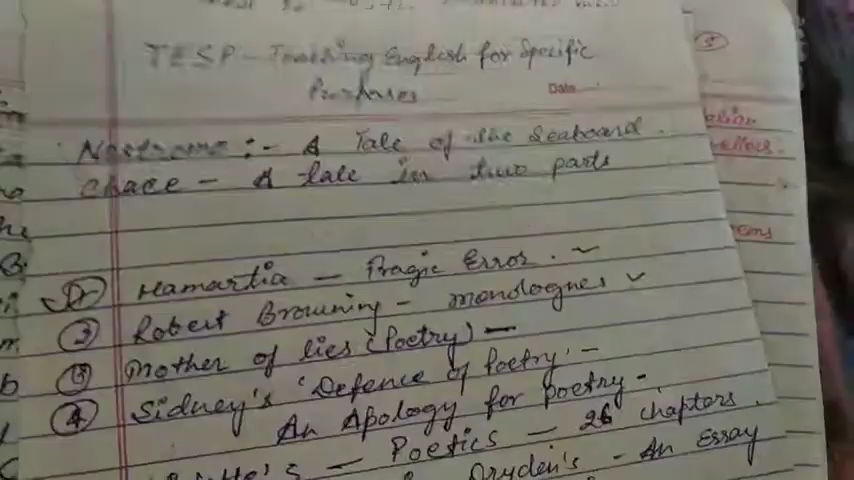 TESP - Teaching English for Specific
Purposes
Date
Nostromo :- A Tale of the Seaboard.
Chace - A tale in two parts
1 Hamartia - Tragic Error.
2 Robert Browning - monologues
3 Mother of lies (Poetry) -
4 Sidney's 'Defence of Poetry' -
An Apology for poetry -
Poetics - 26 chapters.
Dryden's - An Essay